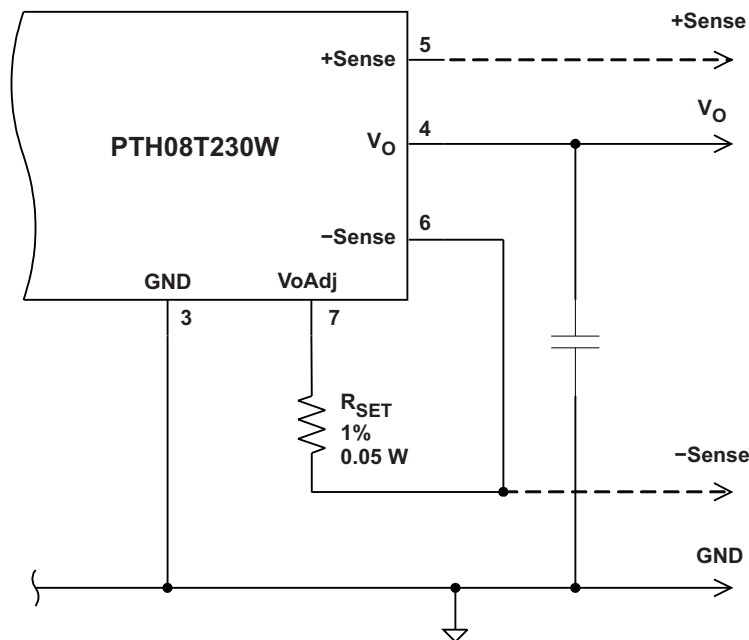 +Sense
5
+Sense
VO
4
PTH08T230W
VO
6
−Sense
GND
VoAdj
3
7
RSET
1%
0.05 W
−Sense
GND